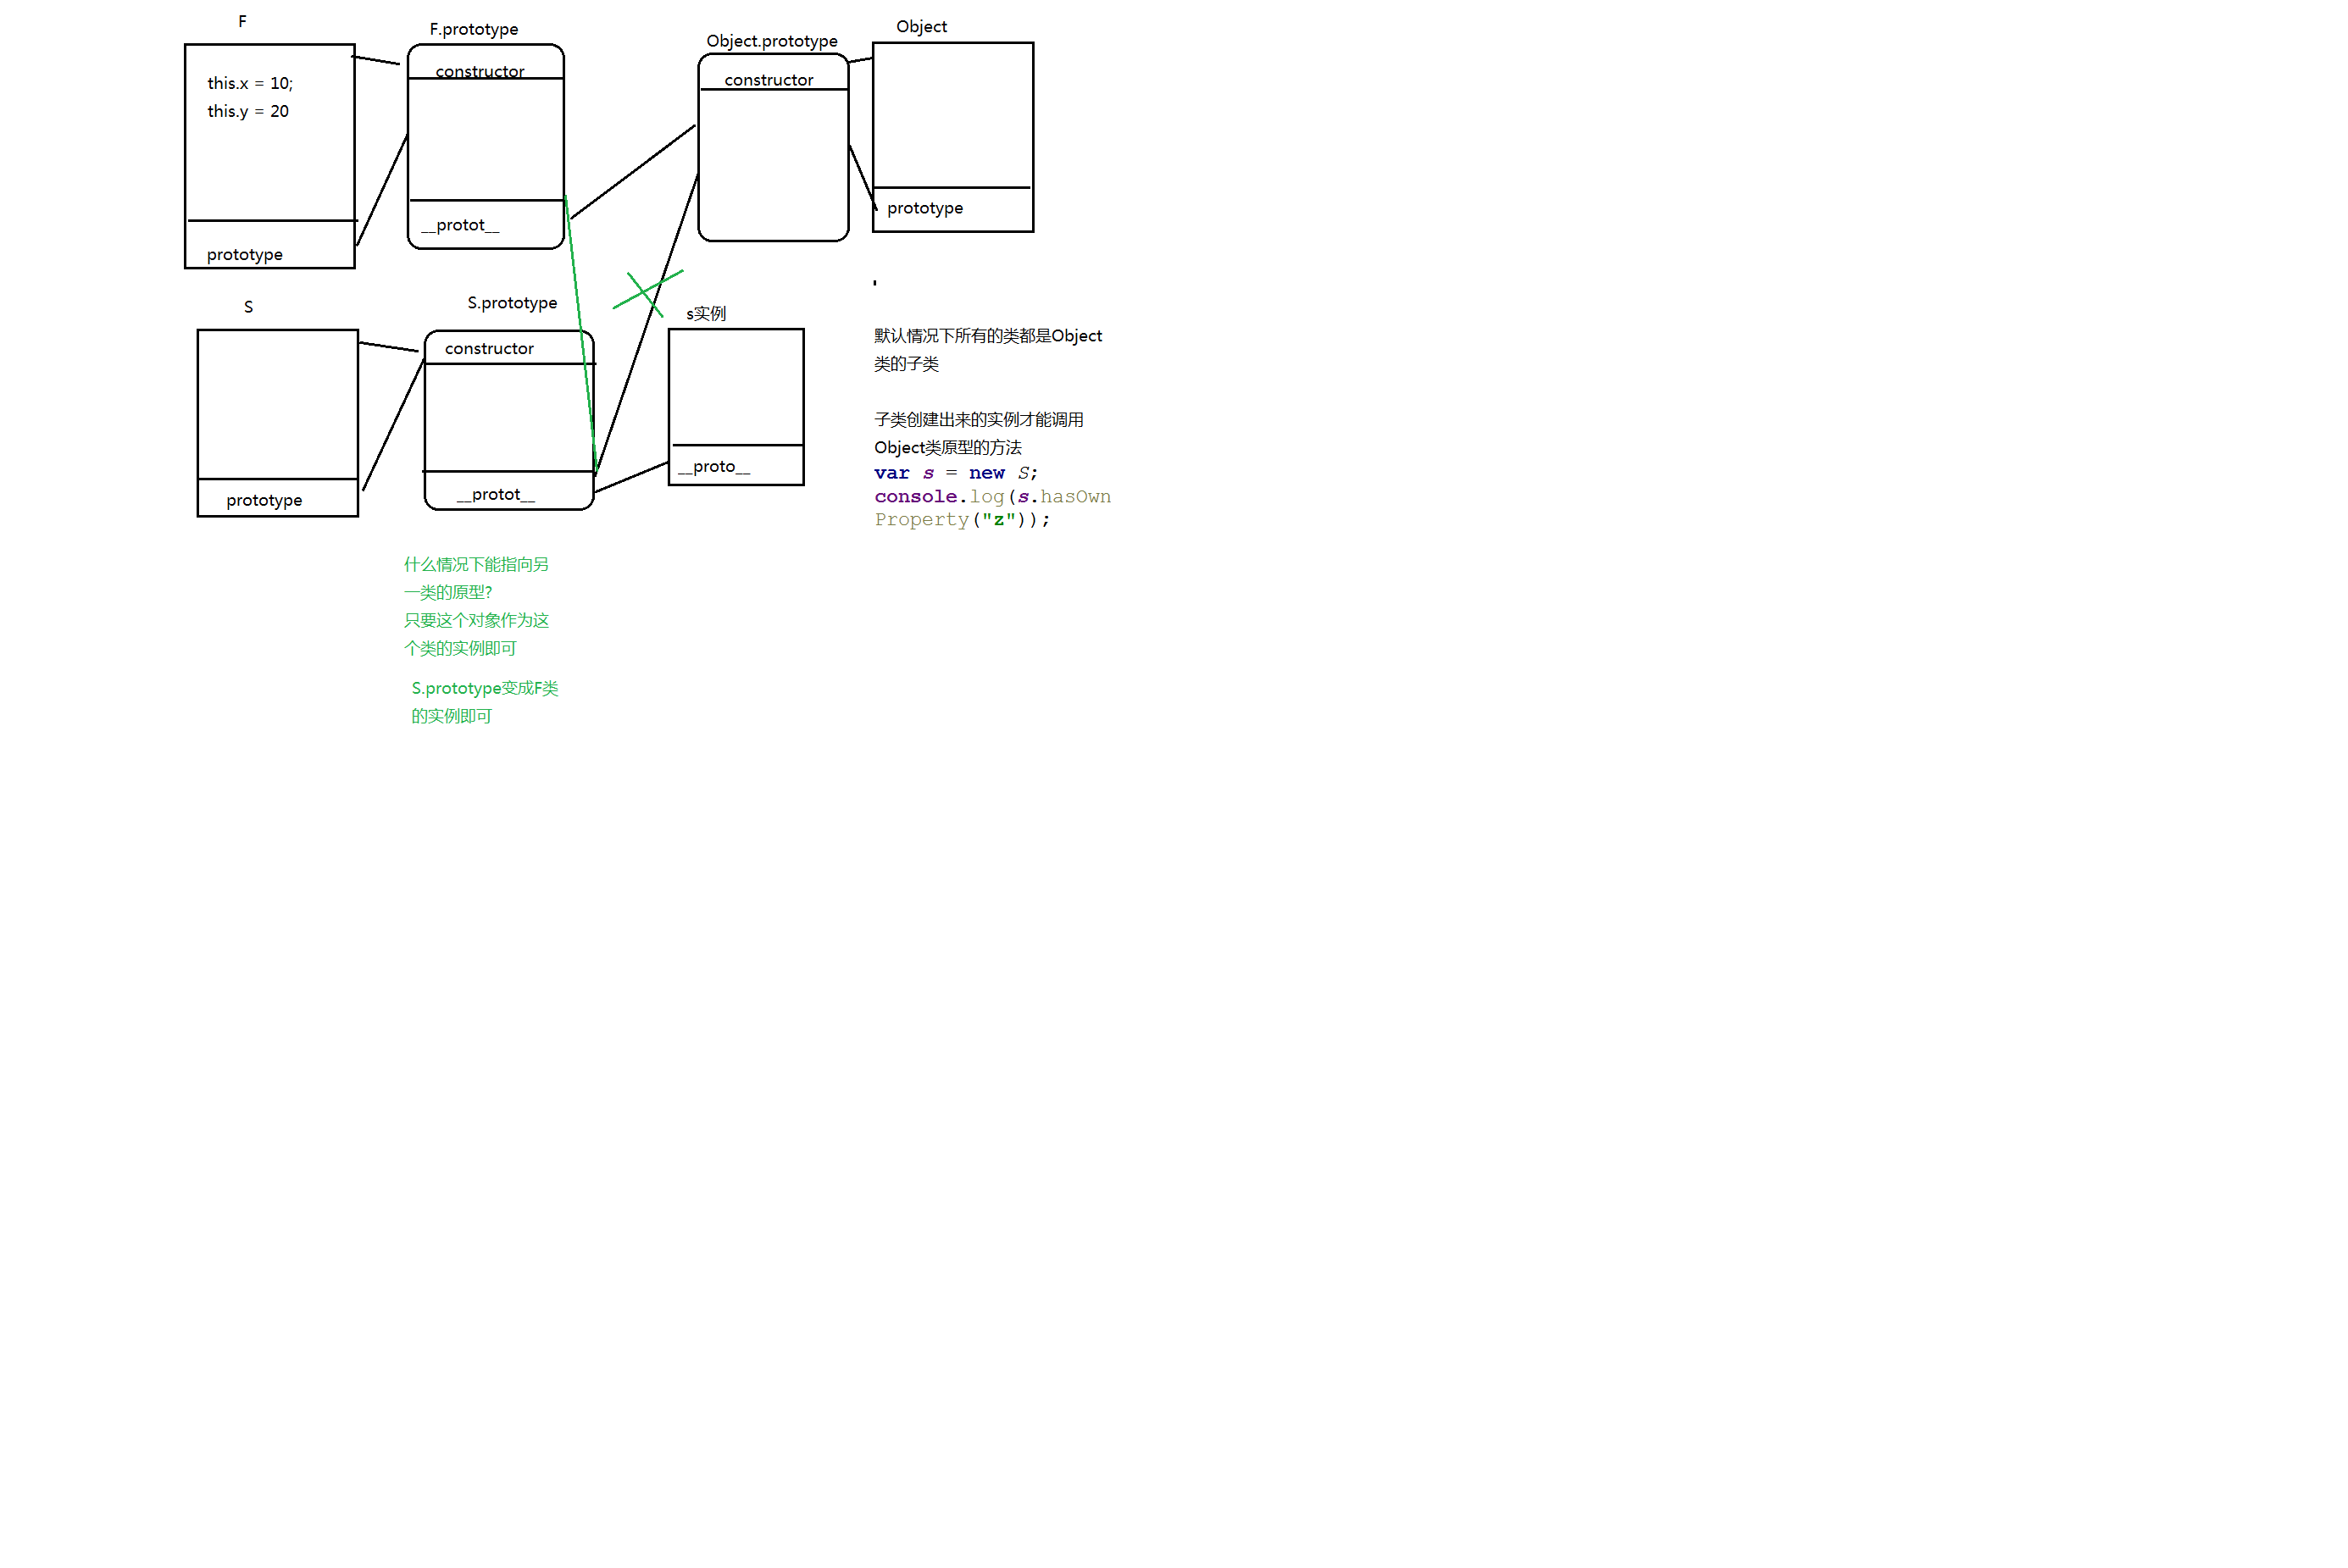 F
F.prototype
Object.prototype
Object
constructor
constructor
this.x = 10;
this.y = 20
prototype
__protot__
prototype
S
S.prototype
s实例
constructor
prototype
__protot__
__proto__
默认情况下所有的类都是Object
类的子类
子类创建出来的实例才能调用
Object类原型的方法
var s = new S;
console.log(s.hasOwn
Property("z"));
什么情况下能指向另
一类的原型?
只要这个对象作为这
个类的实例即可
S.prototype变成F类
的实例即可